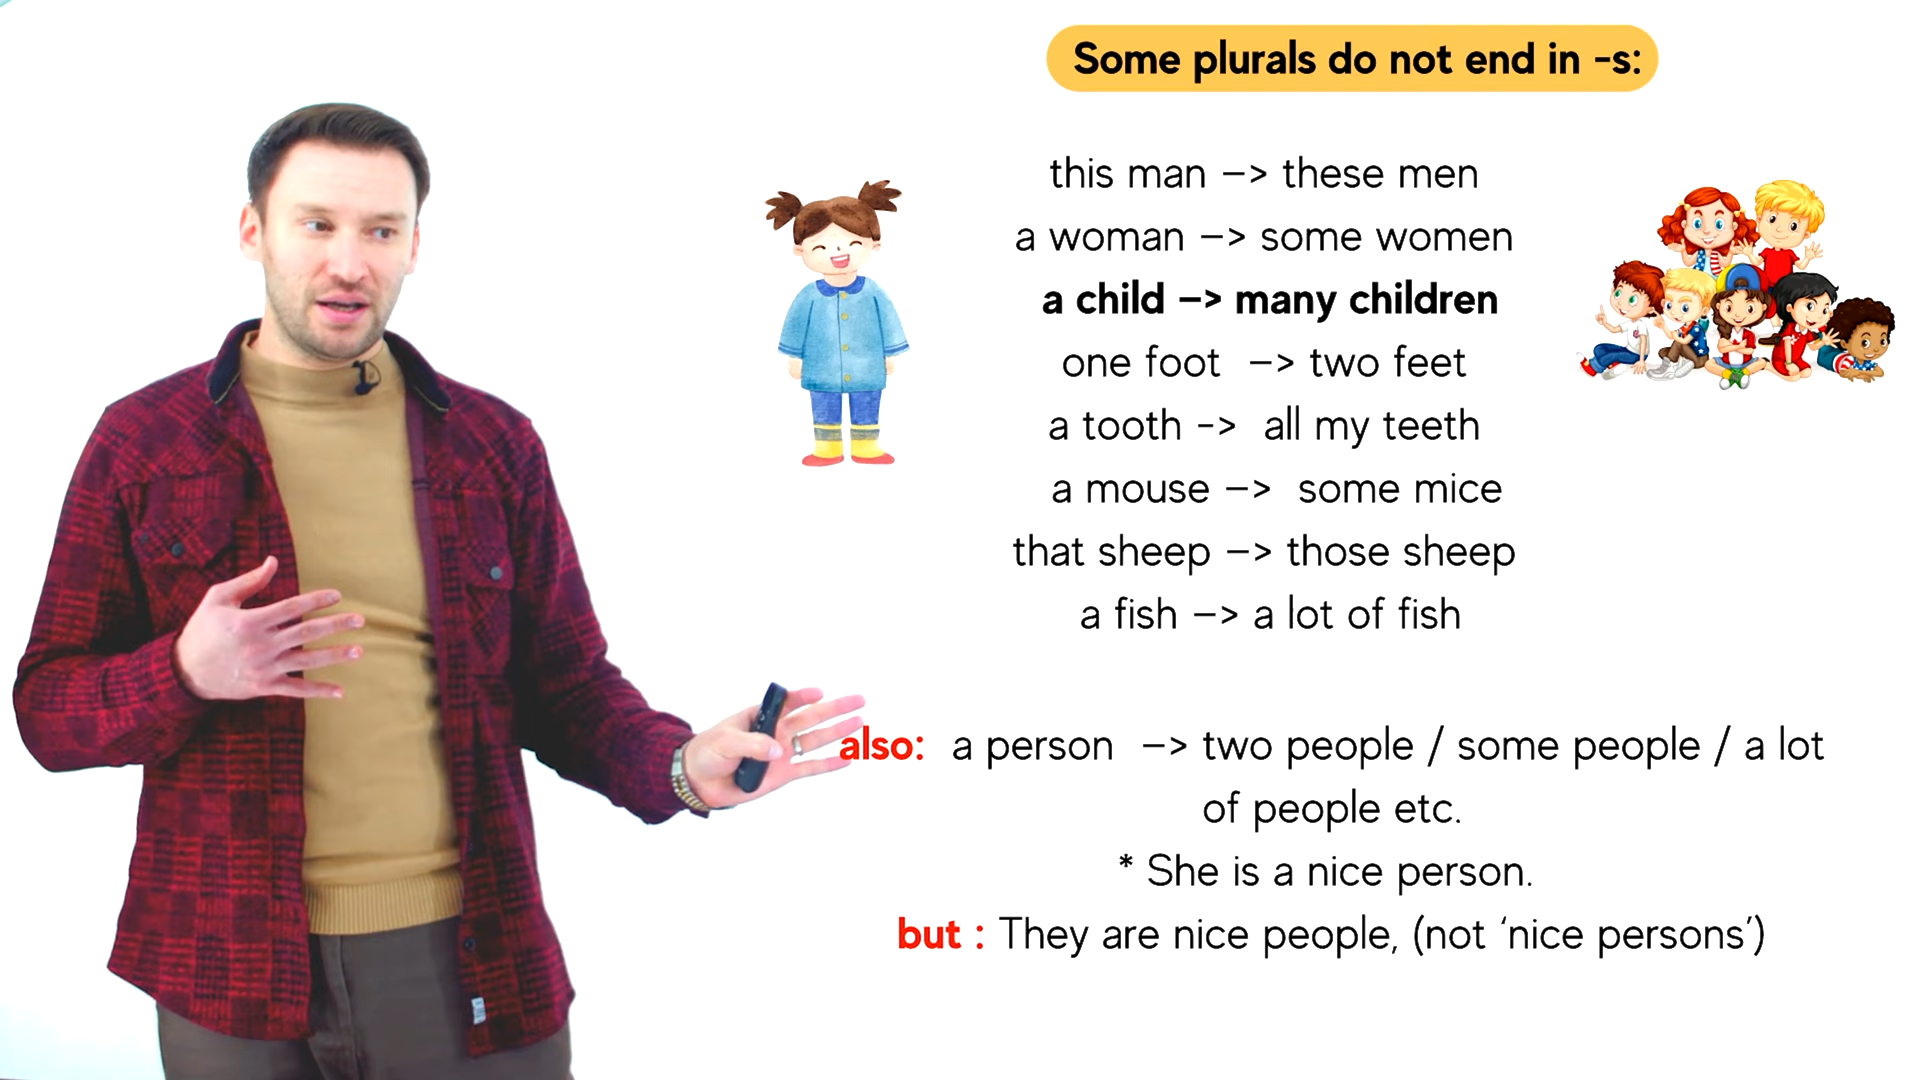 Some plurals do not end in -s:
this man –> these men
a woman –> some women
a child –> many children
one foot –> two feet
a tooth -> all my teeth
a mouse –> some mice
that sheep –> those sheep
a fish –> a lot of fish
also: a person –> two people / some people / a lot
of people etc.
* She is a nice person.
but : They are nice people, (not ‘nice persons’)